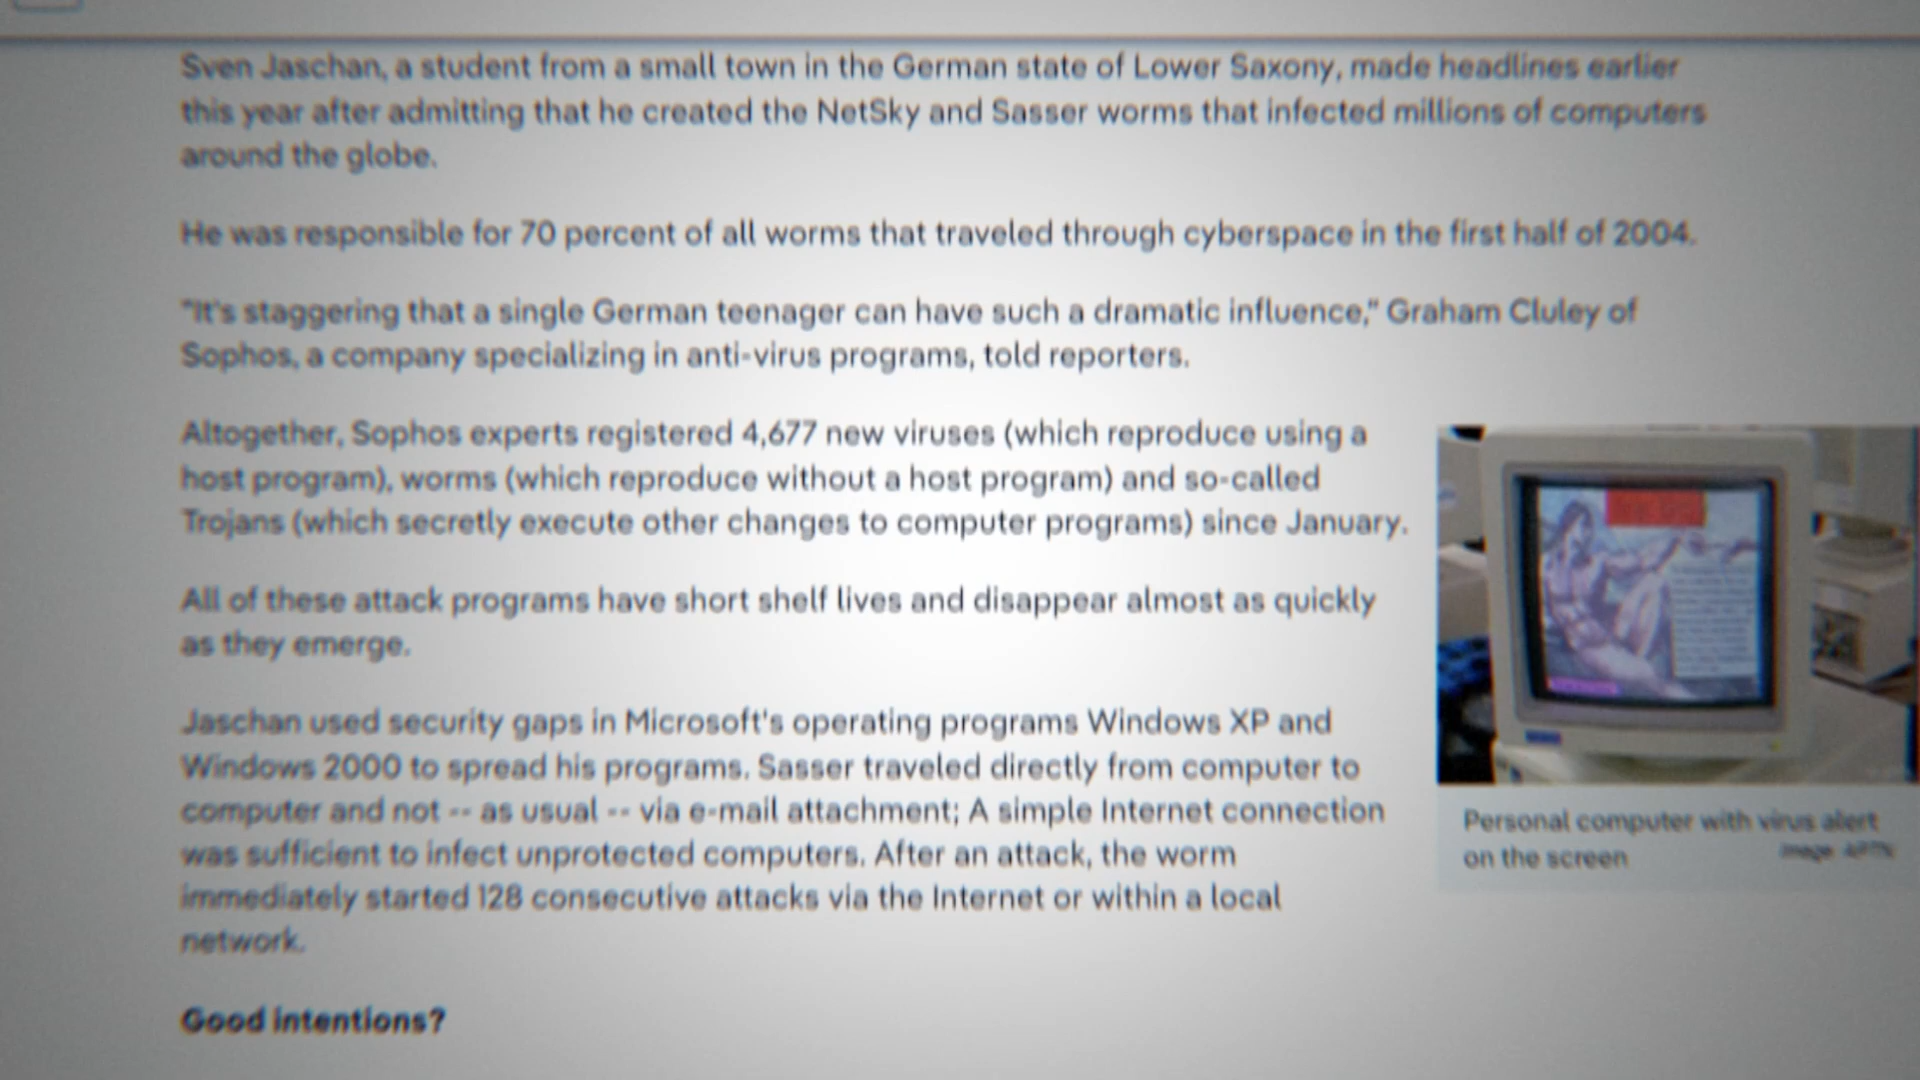 Sven Jaschan, a student from a small town in the German state of Lower Saxony, made headlines earlier
this year after admitting that he created the NetSky and Sasser worms that infected millions of computers
around the globe.
He was responsible for 70 percent of all worms that traveled through cyberspace in the first half of 2004.
"It's staggering that a single German teenager can have such a dramatic influence," Graham Cluley of
Sophos, a company specializing in anti-virus programs, told reporters.
Altogether, Sophos experts registered 4,677 new viruses (which reproduce using a
host program), worms (which reproduce without a host program) and so-called
Trojans (which secretly execute other changes to computer programs) since January.
All of these attack programs have short shelf lives and disappear almost as quickly
as they emerge.
Jaschan used security gaps in Microsoft's operating programs Windows XP and
Windows 2000 to spread his programs. Sasser traveled directly from computer to
computer and not -- as usual -- via e-mail attachment; A simple Internet connection
was sufficient to infect unprotected computers. After an attack, the worm
immediately started 128 consecutive attacks via the Internet or within a local
network.
Personal computer with virus alert
on the screen
Image: APTN
Good intentions?